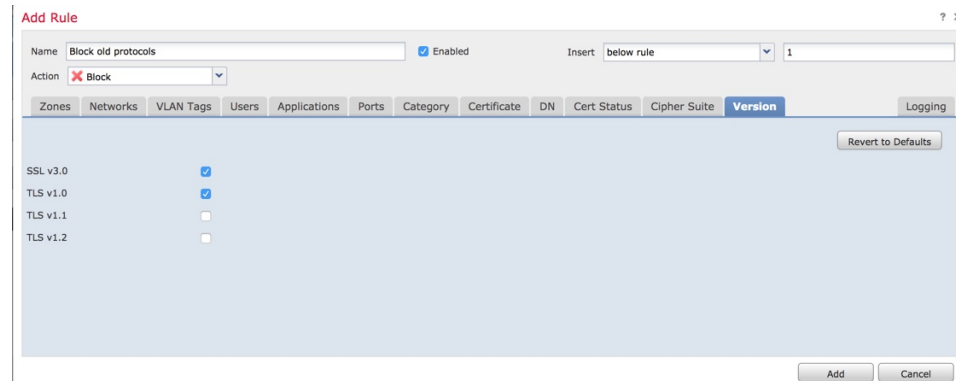 Add Rule ?
Name Block old protocols Enabled Insert below rule 1
Action Block
Zones Networks VLAN Tags Users Applications Ports Category Certificate DN Cert Status Cipher Suite Version Logging
Revert to Defaults
SSL v3.0
TLS v1.0
TLS v1.1
TLS v1.2
Add Cancel